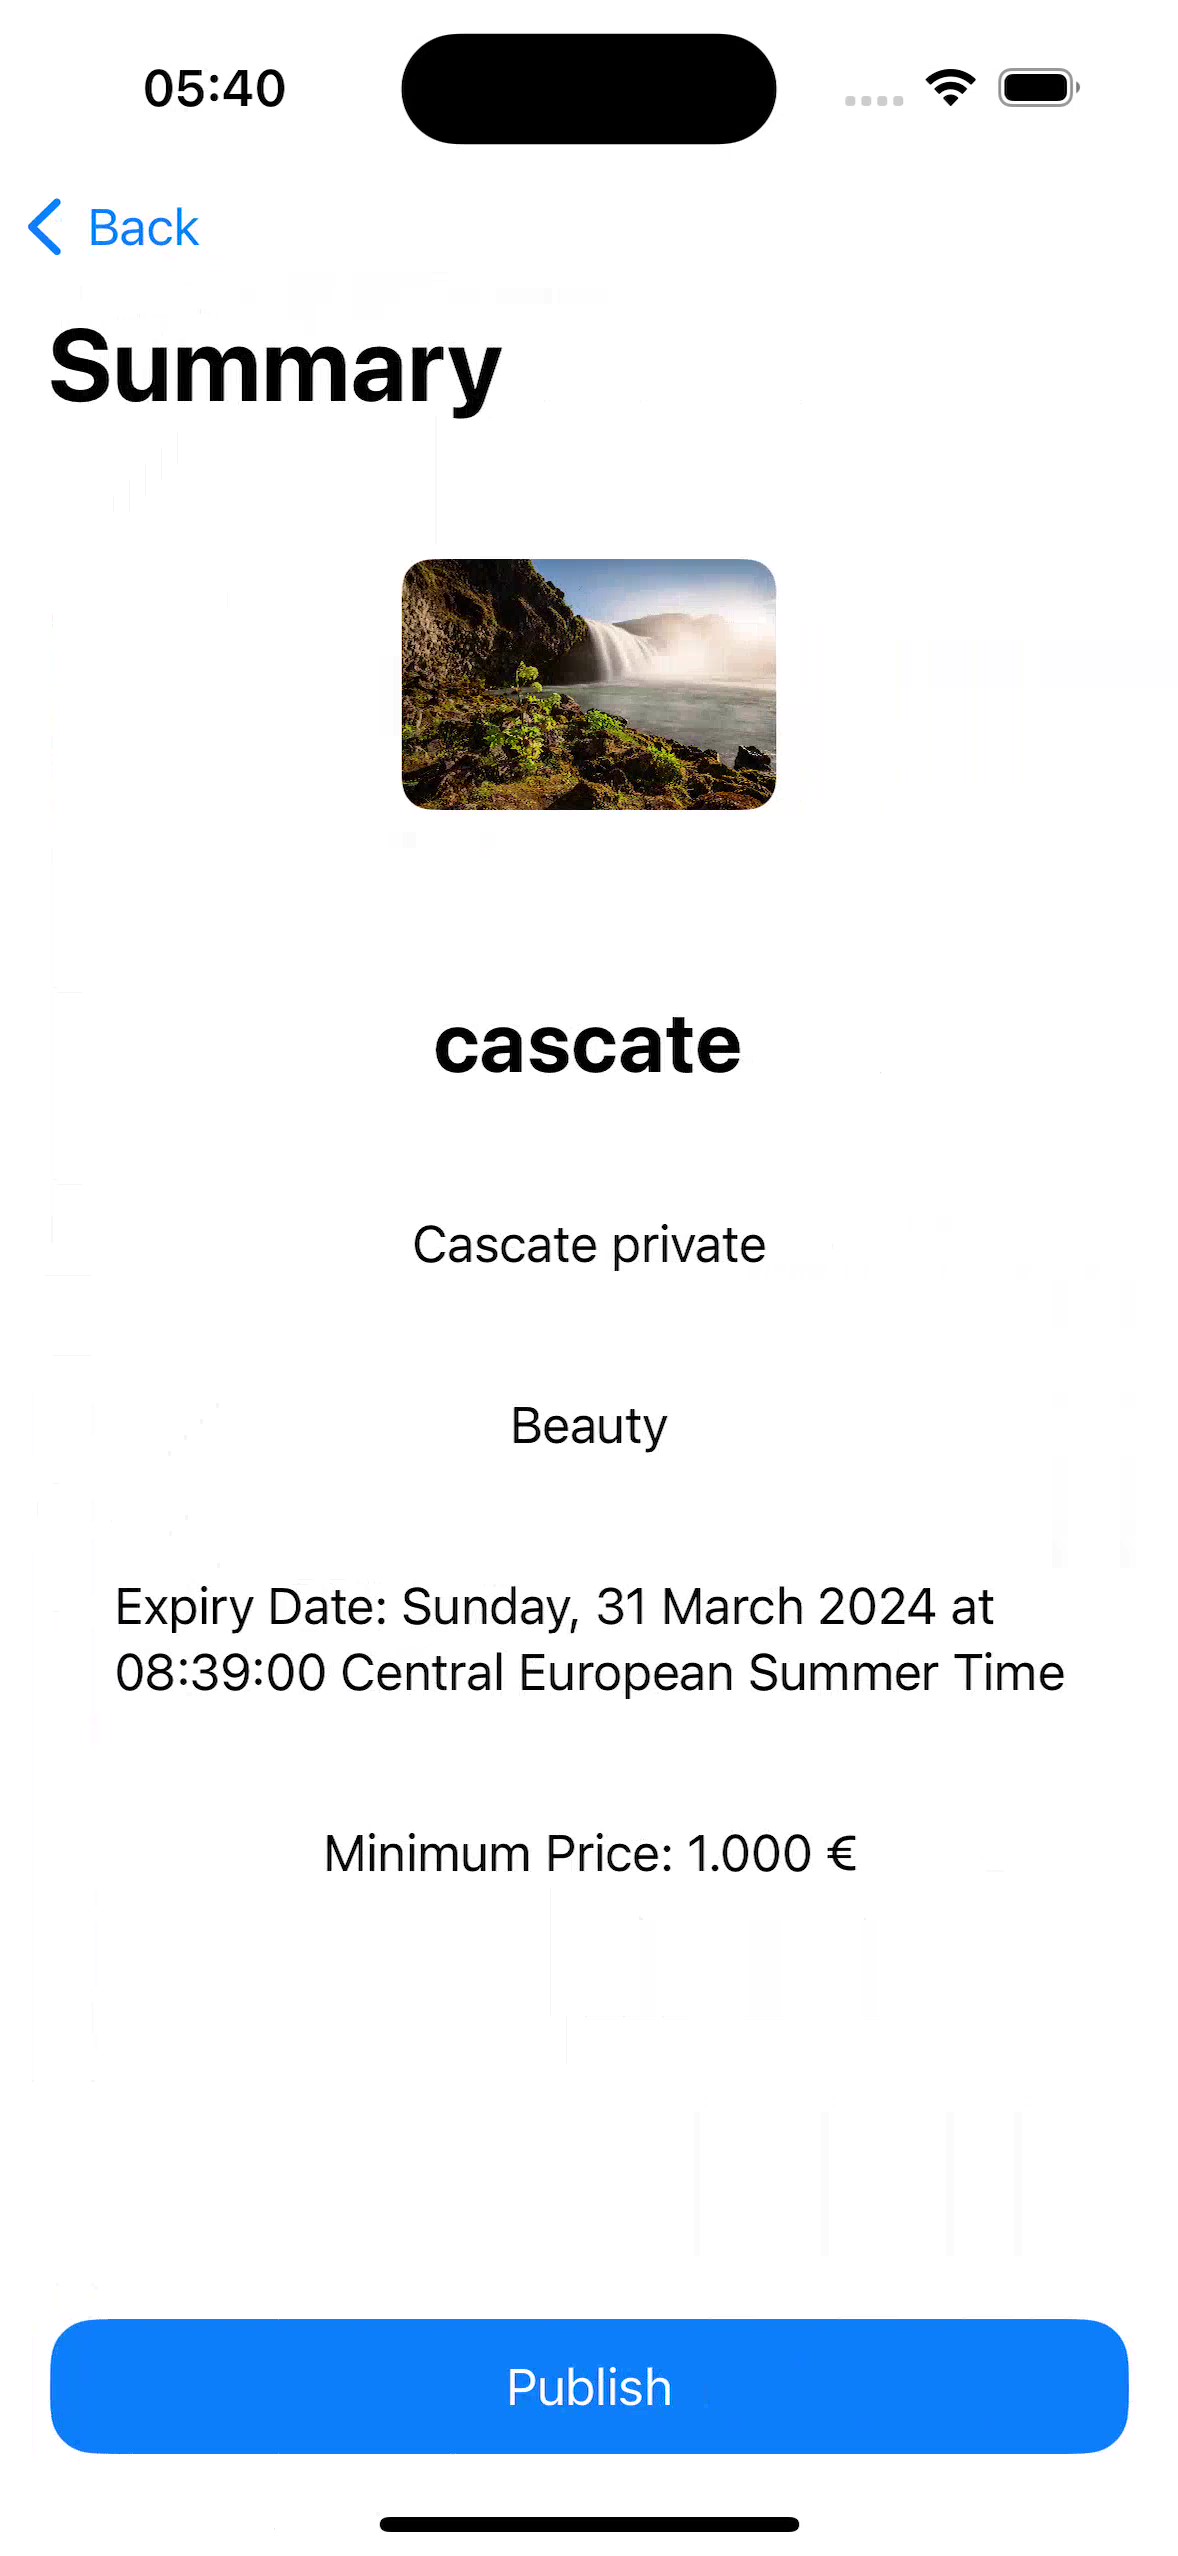 05:40
Back
Summary
cascate
Cascate private
Beauty
Expiry Date: Sunday, 31 March 2024 at
08:39:00 Central European Summer Time
Minimum Price: 1.000 €
Publish